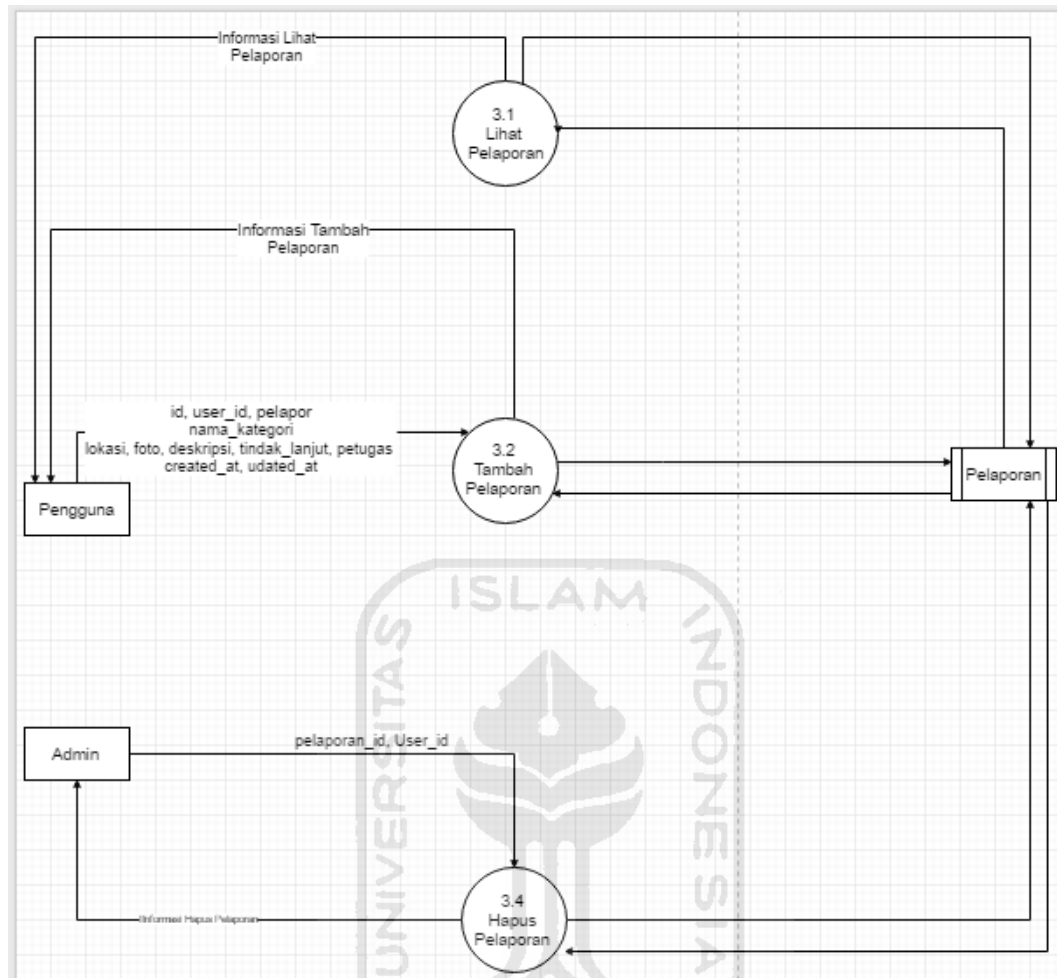 Informasi Lihat
Pelaporan
3.1
Lihat
Pelaporan
Informasi Tambah
Pelaporan
id, user_id, pelapor
nama_kategori
lokasi, foto, deskripsi, tindak_lanjut, petugas
created_at, udated_at
3.2
Tambah
Pelaporan
Pelaporan
Pengguna
ISLAM
UNIVERSITAS
INDONESIA
Admin
pelaporan_id, User_id
3.4
Hapus
Pelaporan
Informasi Hapus Pelaporan